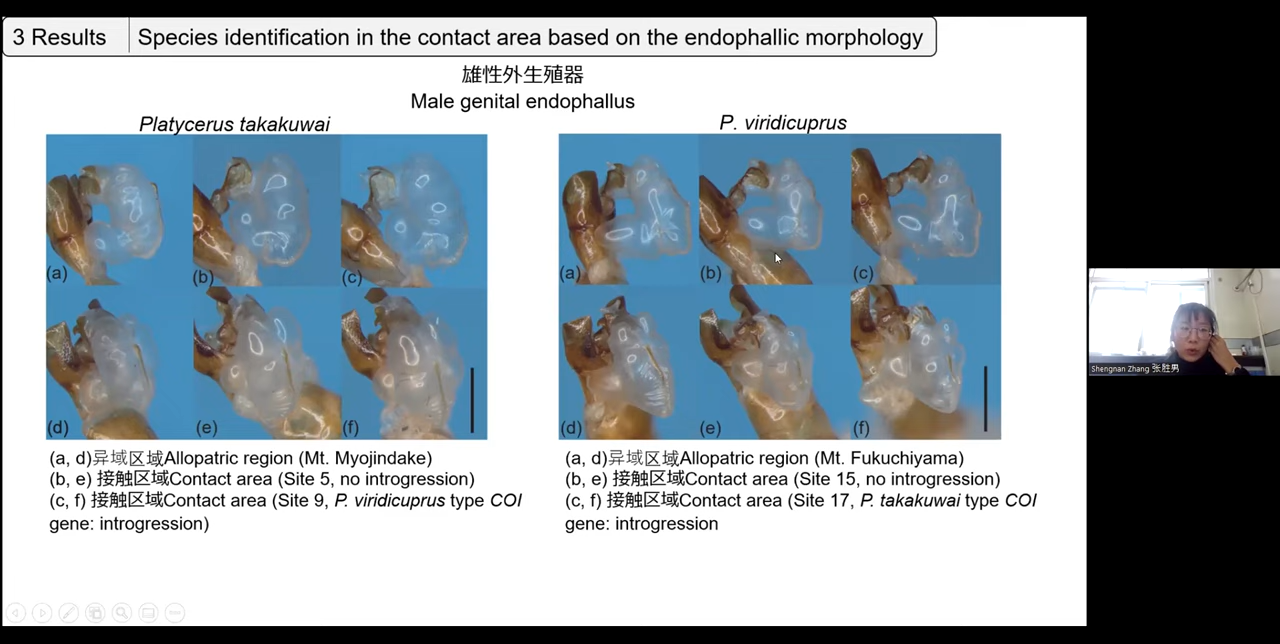 3 Results
Species identification in the contact area based on the endophallic morphology
雄性外生殖器
Male genital endophallus
Platycerus takakuwai
(a)
(b)
(c)
(d)
(e)
(f)
(a, d)异域区域Allopatric region (Mt. Myojindake)
(b, e) 接触区域Contact area (Site 5, no introgression)
(c, f) 接触区域Contact area (Site 9, P. viridicuprus type COI
gene: introgression)
P. viridicuprus
(a)
(b)
(c)
(d)
(e)
(f)
(a, d)异域区域Allopatric region (Mt. Fukuchiyama)
(b, e) 接触区域Contact area (Site 15, no introgression)
(c, f) 接触区域Contact area (Site 17, P. takakuwai type COI
gene: introgression
Shengnan Zhang 张胜男